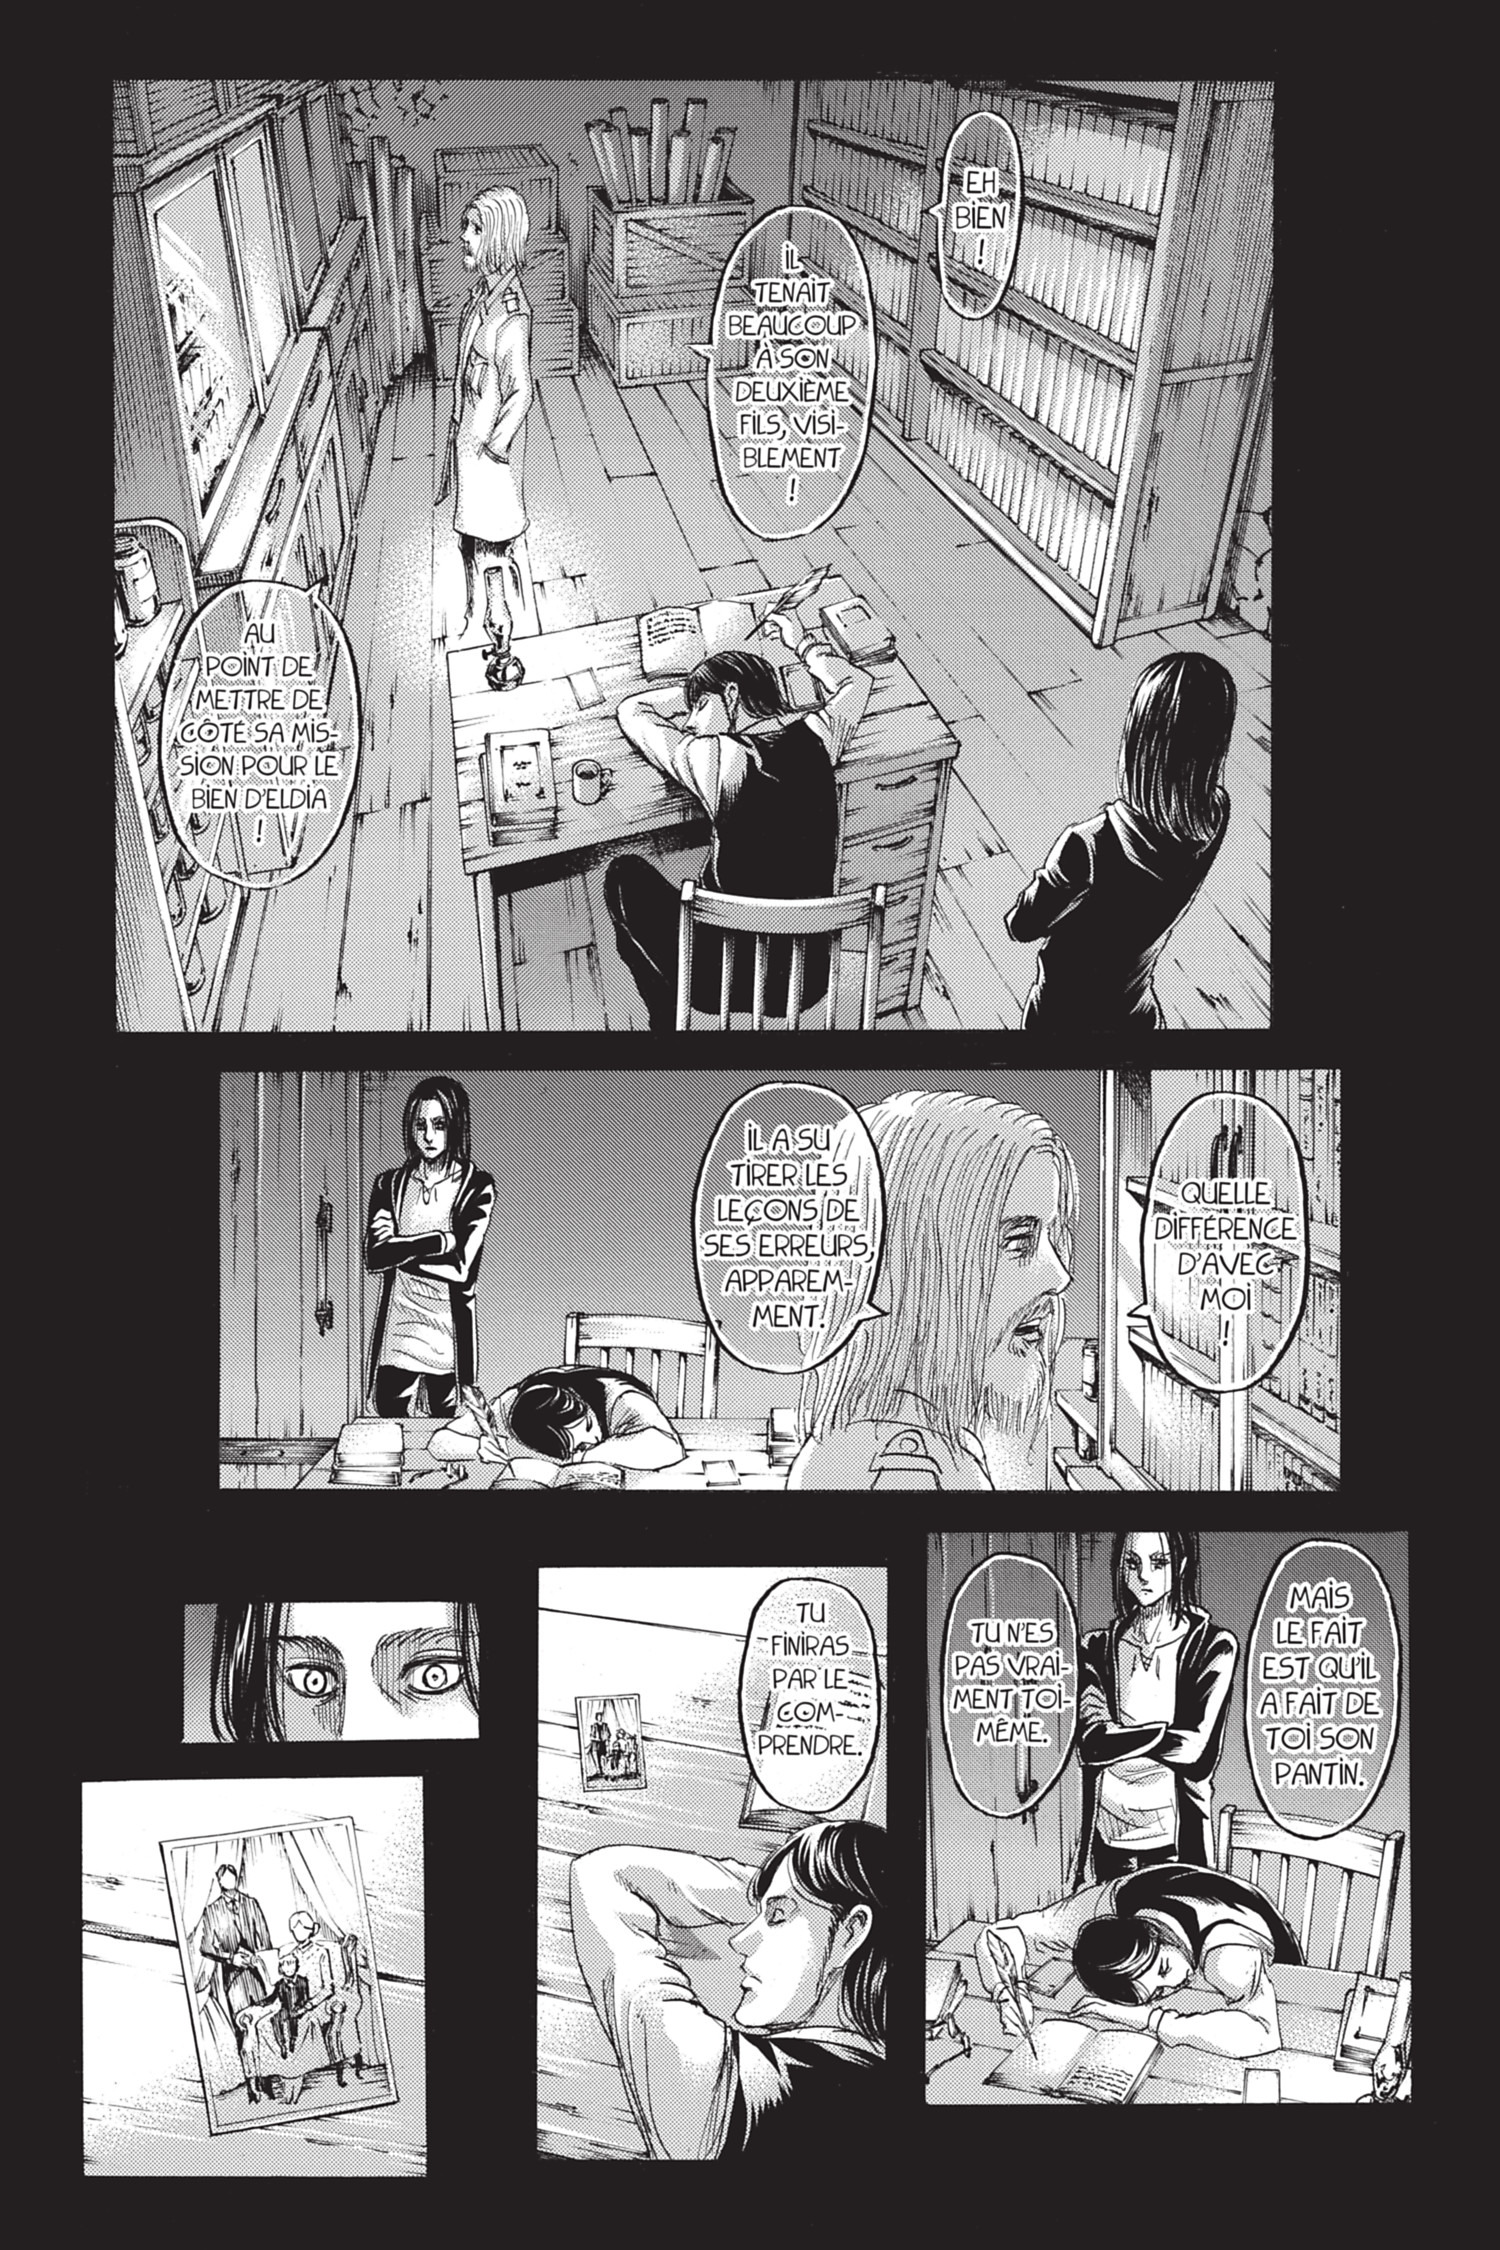 EH
BIEN
!
IL
TENAIT
BEAUCOUP
À SON
DEUXIÈME
FILS, VISI-
BLEMENT
!
AU
POINT DE
METTRE DE
CÔTÉ SA MIS-
SION POUR LE
BIEN D'ELDIA
!
QUELLE
DIFFÉRENCE
D'AVEC
MOI
!
IL A SU
TIRER LES
LEÇONS DE
SES ERREURS,
APPAREM-
MENT.
MAIS
LE FAIT
EST QU'IL
A FAIT DE
TOI SON
PANTIN.
TU N'ES
PAS VRAI-
MENT TOI-
MÊME.
TU
FINIRAS
PAR LE
COM-
PRENDRE.